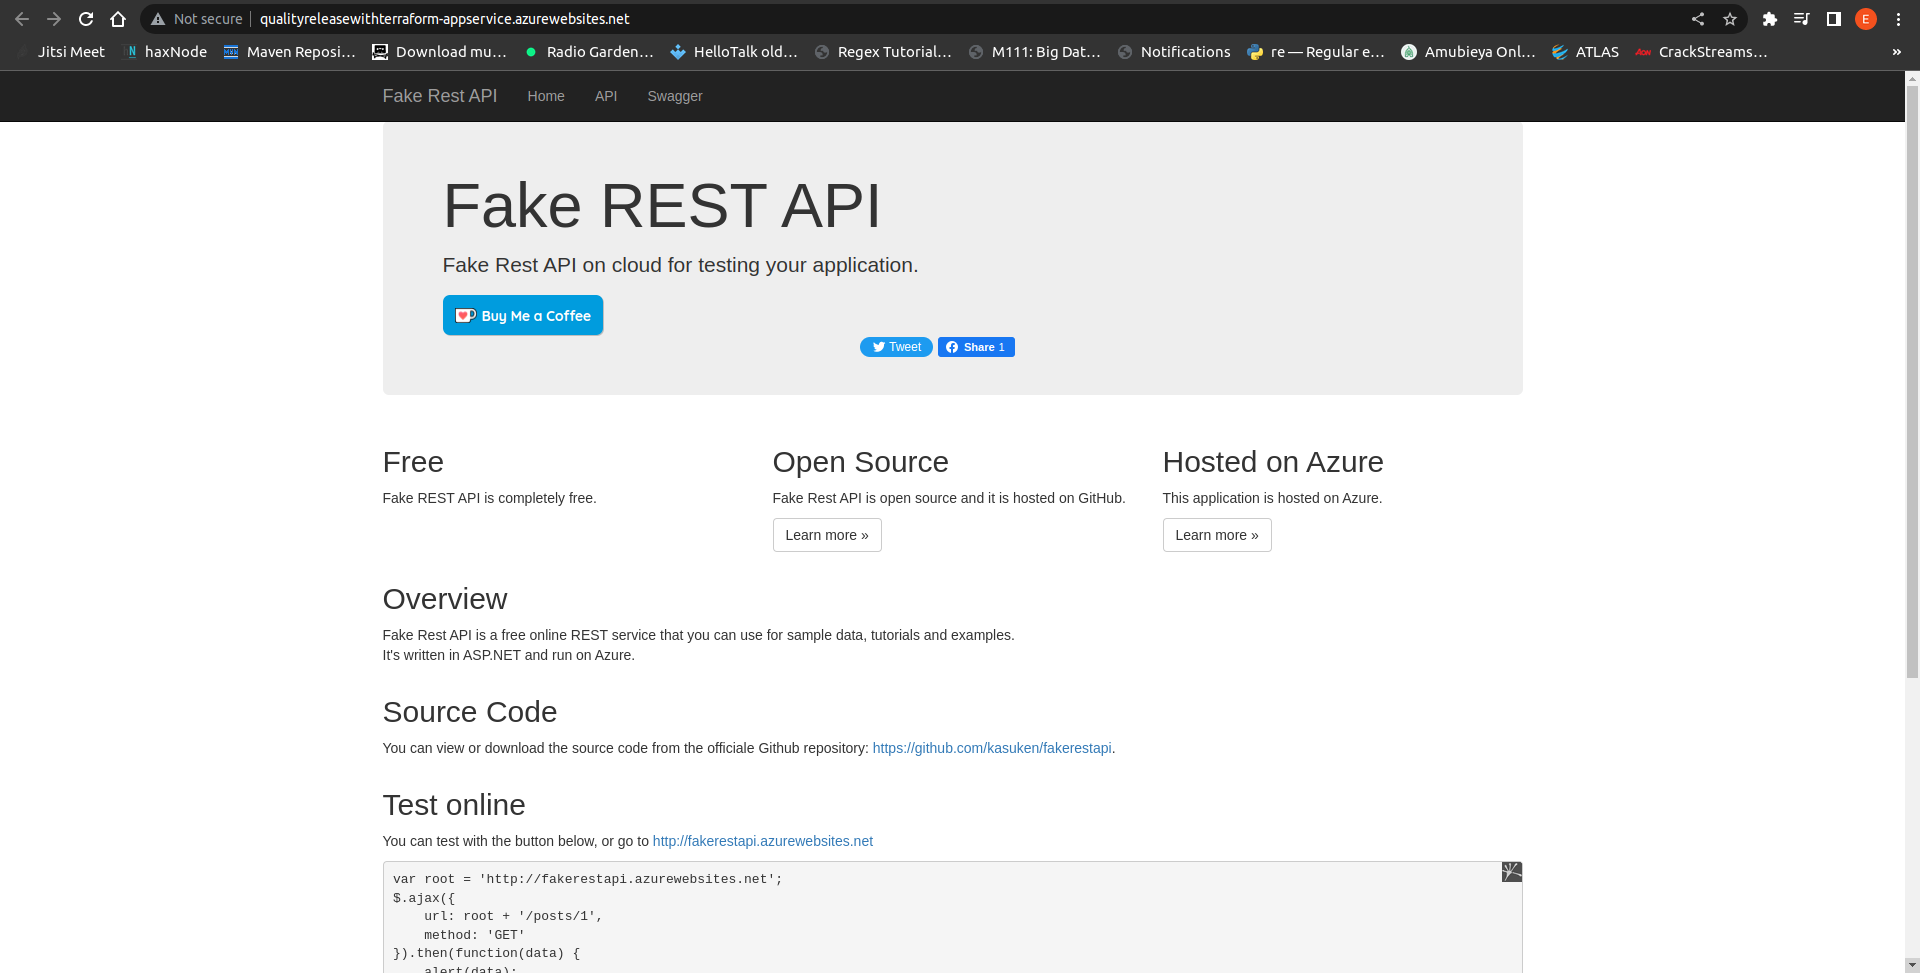 Not secure qualityreleasewithterraform-appservice.azurewebsites.net E
Jitsi Meet haxNode Maven Reposi... Download mu... Radio Garden... HelloTalk old... Regex Tutorial... M111: Big Dat... Notifications re — Regular e... Amubieya Onl... ATLAS CrackStreams... »
Fake Rest API Home API Swagger
Fake REST API
Fake Rest API on cloud for testing your application.
Buy Me a Coffee
Tweet Share 1
Free Open Source Hosted on Azure
Fake REST API is completely free. Fake Rest API is open source and it is hosted on GitHub. This application is hosted on Azure.
Learn more » Learn more »
Overview
Fake Rest API is a free online REST service that you can use for sample data, tutorials and examples.
It's written in ASP.NET and run on Azure.
Source Code
You can view or download the source code from the officiale Github repository: https://github.com/kasuken/fakerestapi.
Test online
You can test with the button below, or go to http://fakerestapi.azurewebsites.net
var root = 'http://fakerestapi.azurewebsites.net';
$.ajax({
url: root + '/posts/1',
method: 'GET'
}).then(function(data) {
alert(data);